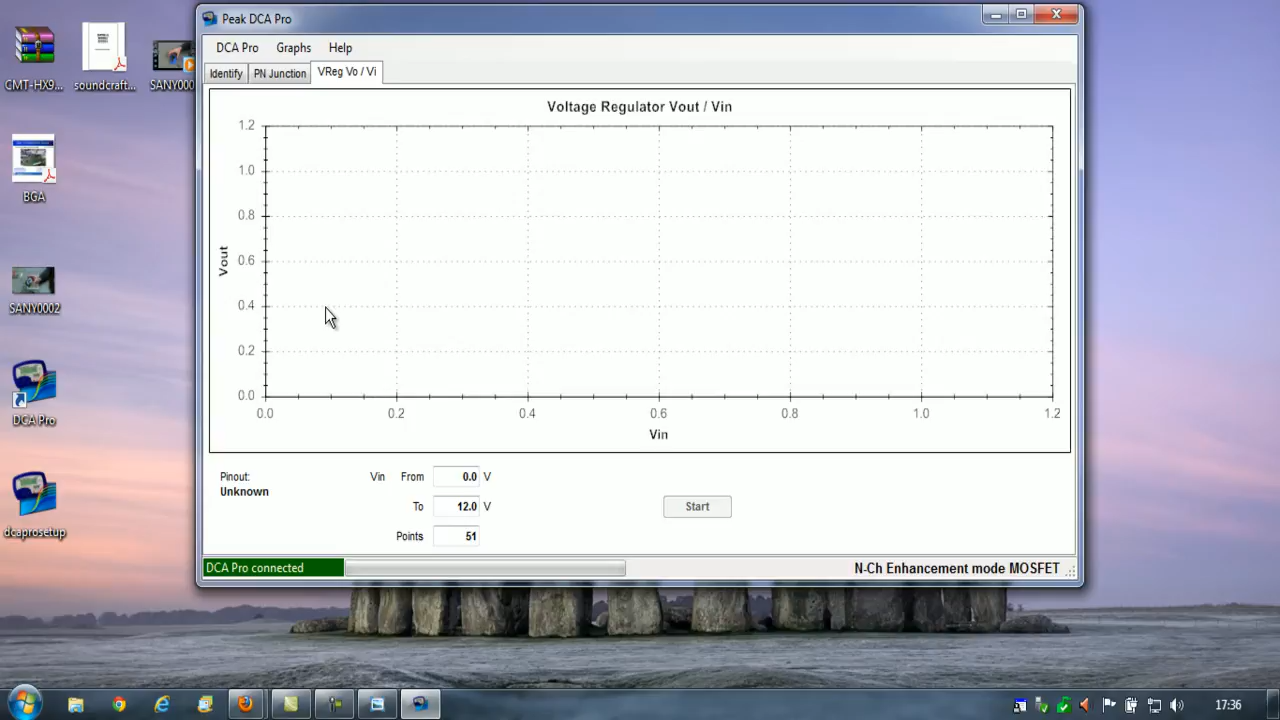 Peak DCA Pro
DCA Pro Graphs Help
Identify PN Junction VReg Vo / Vi
Voltage Regulator Vout / Vin
1.2
1.0
0.8
0.6
0.4
0.2
0.0
Vout
0.0 0.2 0.4 0.6 0.8 1.0 1.2
Vin
Pinout:
Unknown
Vin From 0.0 V
To 12.0 V
Points 51
Start
DCA Pro connected
N-Ch Enhancement mode MOSFET
CMT-HX9...
soundcraft...
SANY000
BGA
SANY0002
DCA Pro
dcaprosetup
17:36